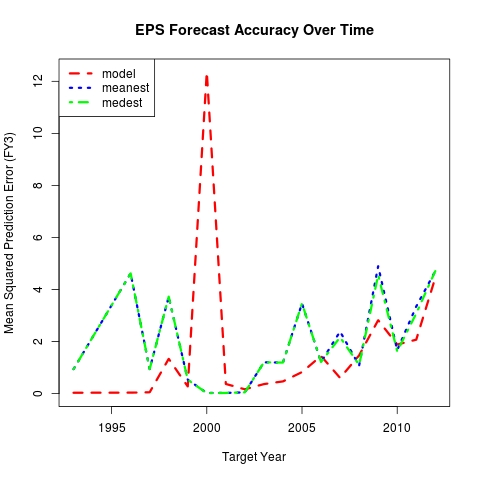 EPS Forecast Accuracy Over Time
model
meanest
medest
Mean Squared Prediction Error (FY3)
12
10
8
6
4
2
0
1995 2000 2005 2010
Target Year